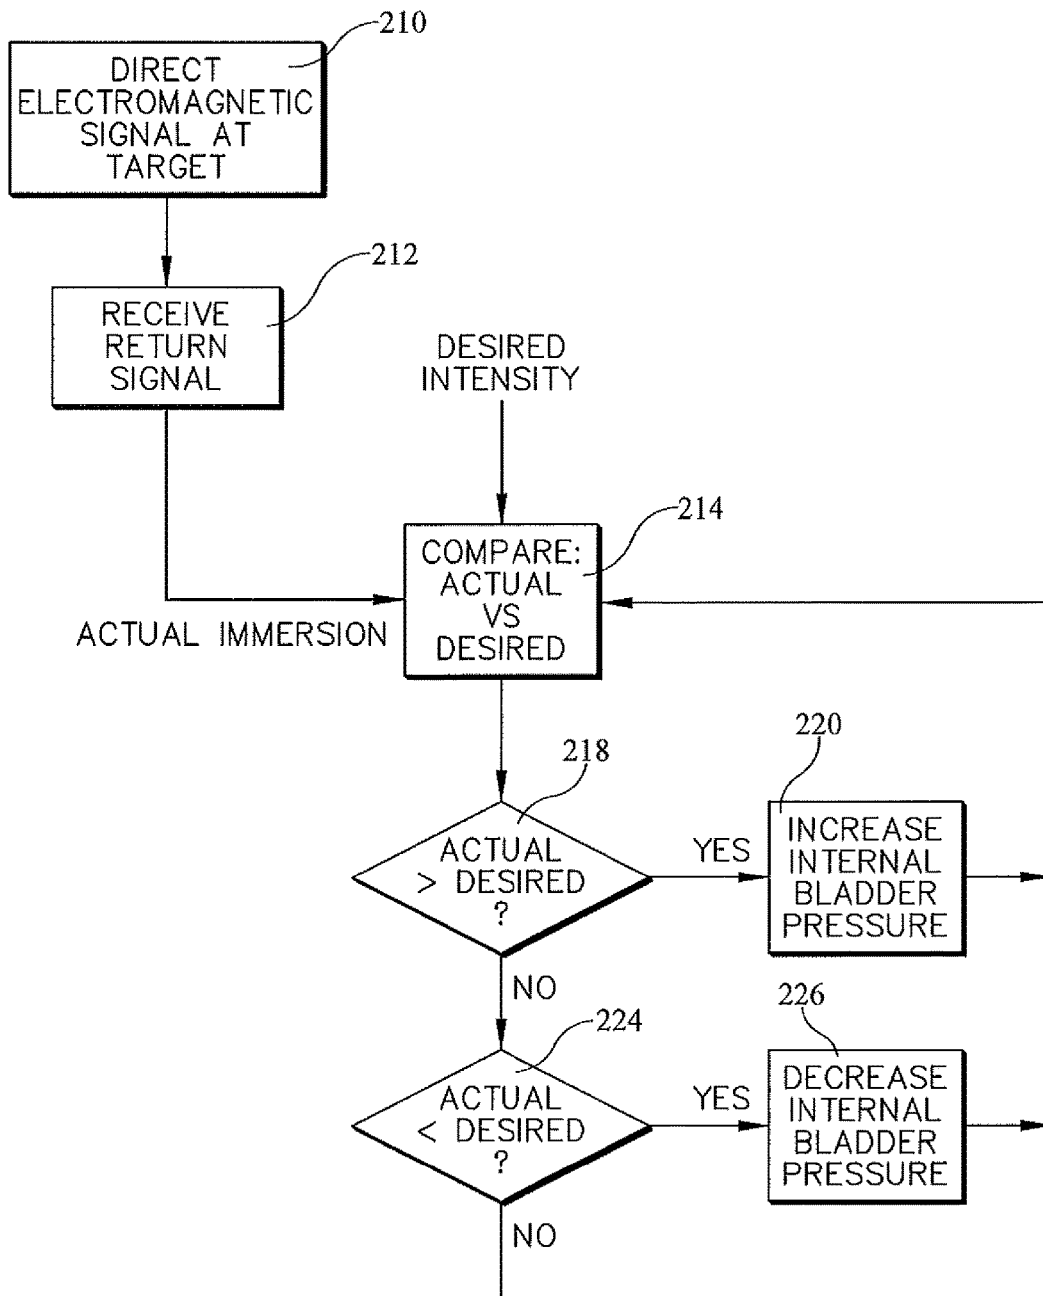 210
DIRECT
ELECTROMAGNETIC
SIGNAL AT
TARGET
212
RECEIVE
RETURN
SIGNAL
DESIRED
INTENSITY
214
COMPARE:
ACTUAL
VS
DESIRED
ACTUAL IMMERSION
218
ACTUAL
> DESIRED
?
YES
220
INCREASE
INTERNAL
BLADDER
PRESSURE
NO
224
ACTUAL
< DESIRED
?
YES
226
DECREASE
INTERNAL
BLADDER
PRESSURE
NO